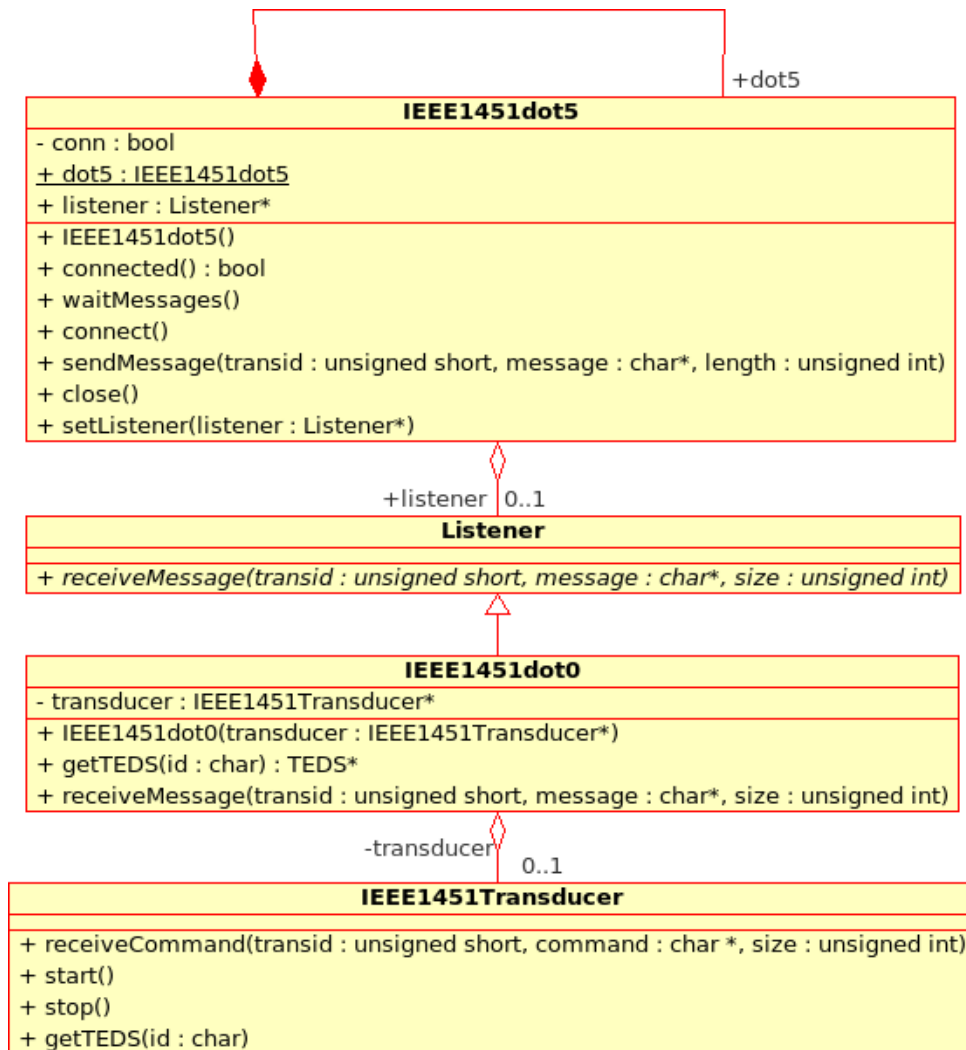 +dot5
IEEE1451dot5
- conn : bool
+ dot5 : IEEE1451dot5
+ listener : Listener*
+ IEEE1451dot5()
+ connected() : bool
+ waitMessages()
+ connect()
+ sendMessage(transid : unsigned short, message : char*, length : unsigned int)
+ close()
+ setListener(listener : Listener*)
+listener 0..1
Listener
+ receiveMessage(transid : unsigned short, message : char*, size : unsigned int)
IEEE1451dot0
- transducer : IEEE1451Transducer*
+ IEEE1451dot0(transducer : IEEE1451Transducer*)
+ getTEDS(id : char) : TEDS*
+ receiveMessage(transid : unsigned short, message : char*, size : unsigned int)
-transducer
0..1
IEEE1451Transducer
+ receiveCommand(transid : unsigned short, command : char *, size : unsigned int)
+ start()
+ stop()
+ getTEDS(id : char)